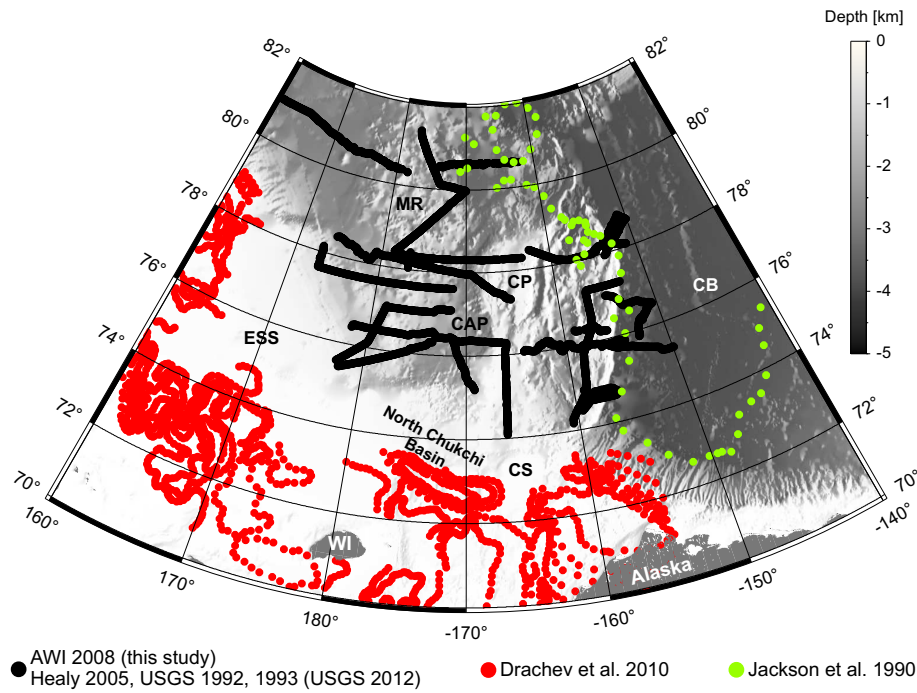 Depth [km]
0
-1
-2
-3
-4
-5
82°
82°
80°
80°
78°
78°
76°
76°
74°
74°
72°
72°
70°
70°
160°
170°
180°
-170°
-160°
-150°
-140°
MR
CP
CB
CAP
ESS
North Chukchi
Basin
CS
WI
Alaska
AWI 2008 (this study)
Healy 2005, USGS 1992, 1993 (USGS 2012)
Drachev et al. 2010
Jackson et al. 1990